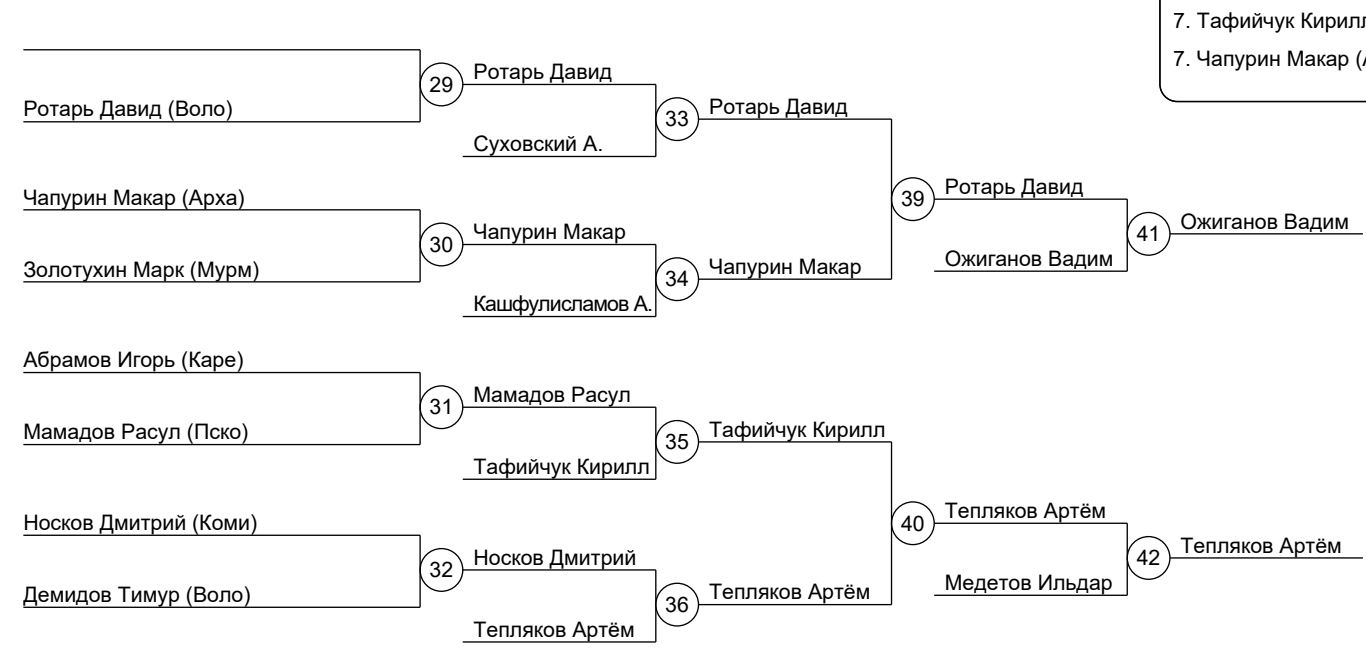 7. Тафийчук Кирилл
7. Чапурин Макар (А
29
Ротарь Давид
Ротарь Давид (Воло)
33
Ротарь Давид
Суховский А.
Чапурин Макар (Арха)
39
Ротарь Давид
30
Чапурин Макар
41
Ожиганов Вадим
Золотухин Марк (Мурм)
34
Чапурин Макар
Ожиганов Вадим
Кашфулисламов А.
Абрамов Игорь (Каре)
31
Мамадов Расул
Мамадов Расул (Пско)
35
Тафийчук Кирилл
Тафийчук Кирилл
Носков Дмитрий (Коми)
40
Тепляков Артём
32
Носков Дмитрий
42
Тепляков Артём
Демидов Тимур (Воло)
36
Тепляков Артём
Медетов Ильдар
Тепляков Артём